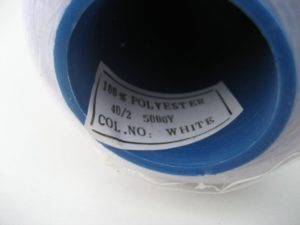 100% POLYESTER
40/2 5000Y
COL.NO: WHITE